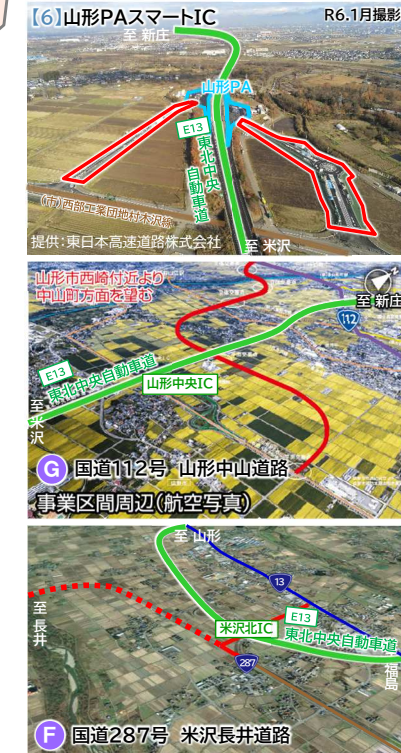 【6】山形PAスマートIC
R6.1月撮影
至 新庄
山形PA
E13
東北中央
自動車道
(市)西部工業団地村木沢線
提供:東日本高速道路株式会社
至 米沢
山形市西崎付近より
中山町方面を望む
至 新庄
112
E13
東北中央自動車道
山形中央IC
至 米沢
G 国道112号 山形中山道路
事業区間周辺(航空写真)
至 山形
13
至 長井
米沢北IC
E13
東北中央自動車道
至 福島
287
F 国道287号 米沢長井道路